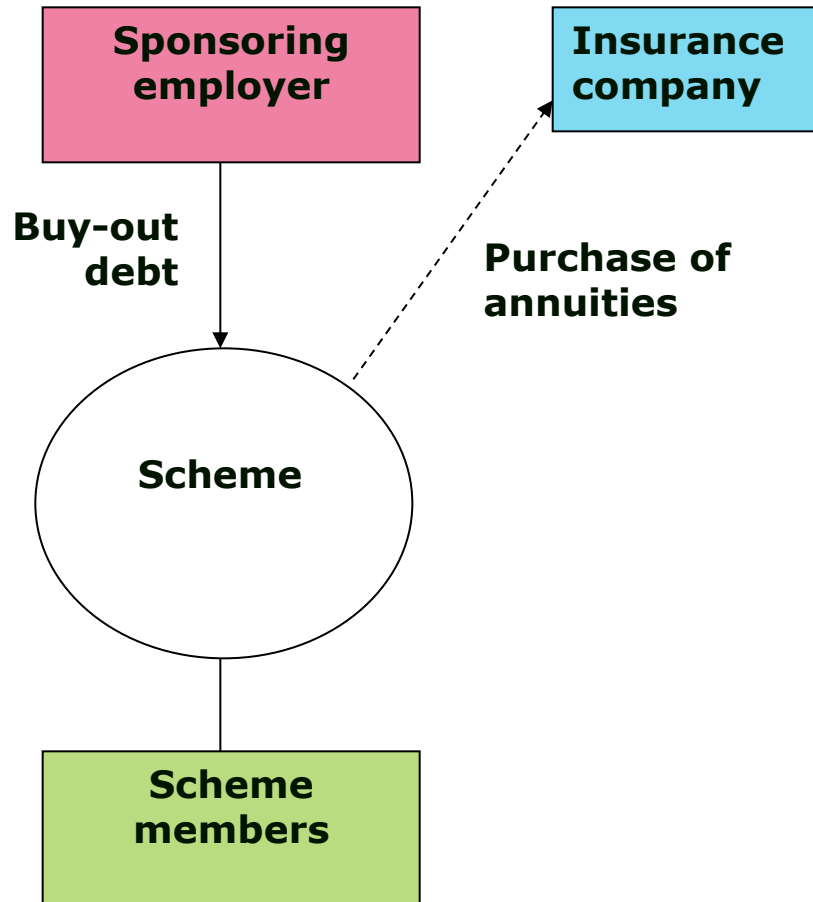 Sponsoring
employer
Insurance
company
Buy-out
debt
Purchase of
annuities
Scheme
Scheme
members